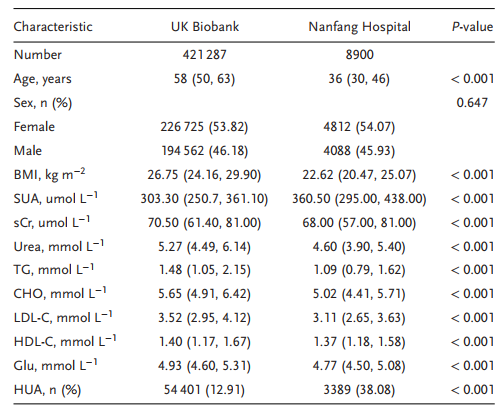 Characteristic UK Biobank Nanfang Hospital P-value
Number 421 287 8900
Age, years 58 (50, 63) 36 (30, 46) < 0.001
Sex, n (%) 0.647
Female 226 725 (53.82) 4812 (54.07)
Male 194 562 (46.18) 4088 (45.93)
BMI, kg m⁻² 26.75 (24.16, 29.90) 22.62 (20.47, 25.07) < 0.001
SUA, umol L⁻¹ 303.30 (250.7, 361.10) 360.50 (295.00, 438.00) < 0.001
sCr, umol L⁻¹ 70.50 (61.40, 81.00) 68.00 (57.00, 81.00) < 0.001
Urea, mmol L⁻¹ 5.27 (4.49, 6.14) 4.60 (3.90, 5.40) < 0.001
TG, mmol L⁻¹ 1.48 (1.05, 2.15) 1.09 (0.79, 1.62) < 0.001
CHO, mmol L⁻¹ 5.65 (4.91, 6.42) 5.02 (4.41, 5.71) < 0.001
LDL-C, mmol L⁻¹ 3.52 (2.95, 4.12) 3.11 (2.65, 3.63) < 0.001
HDL-C, mmol L⁻¹ 1.40 (1.17, 1.67) 1.37 (1.18, 1.58) < 0.001
Glu, mmol L⁻¹ 4.93 (4.60, 5.31) 4.77 (4.50, 5.08) < 0.001
HUA, n (%) 54 401 (12.91) 3389 (38.08) < 0.001